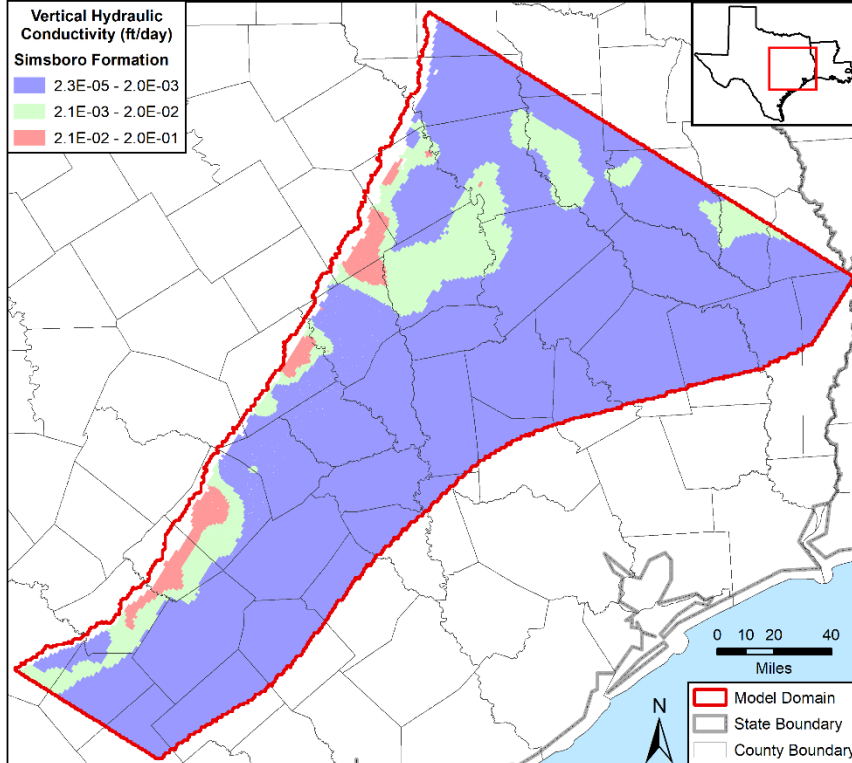 Vertical Hydraulic
Conductivity (ft/day)
Simsboro Formation
2.3E-05 - 2.0E-03
2.1E-03 - 2.0E-02
2.1E-02 - 2.0E-01
0 10 20 40
Miles
N
Model Domain
State Boundary
County Boundary